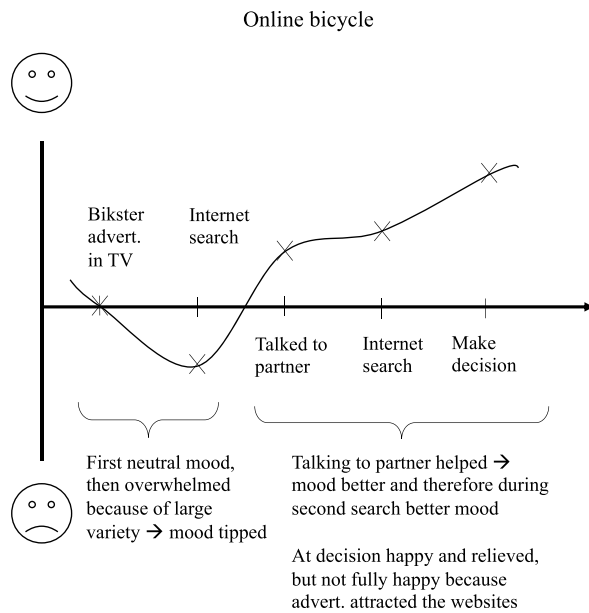 Online bicycle
Bikster
advert.
in TV
Internet
search
Talked to
partner
Internet
search
Make
decision
First neutral mood,
then overwhelmed
because of large
variety → mood tipped
Talking to partner helped →
mood better and therefore during
second search better mood
At decision happy and relieved,
but not fully happy because
advert. attracted the websites